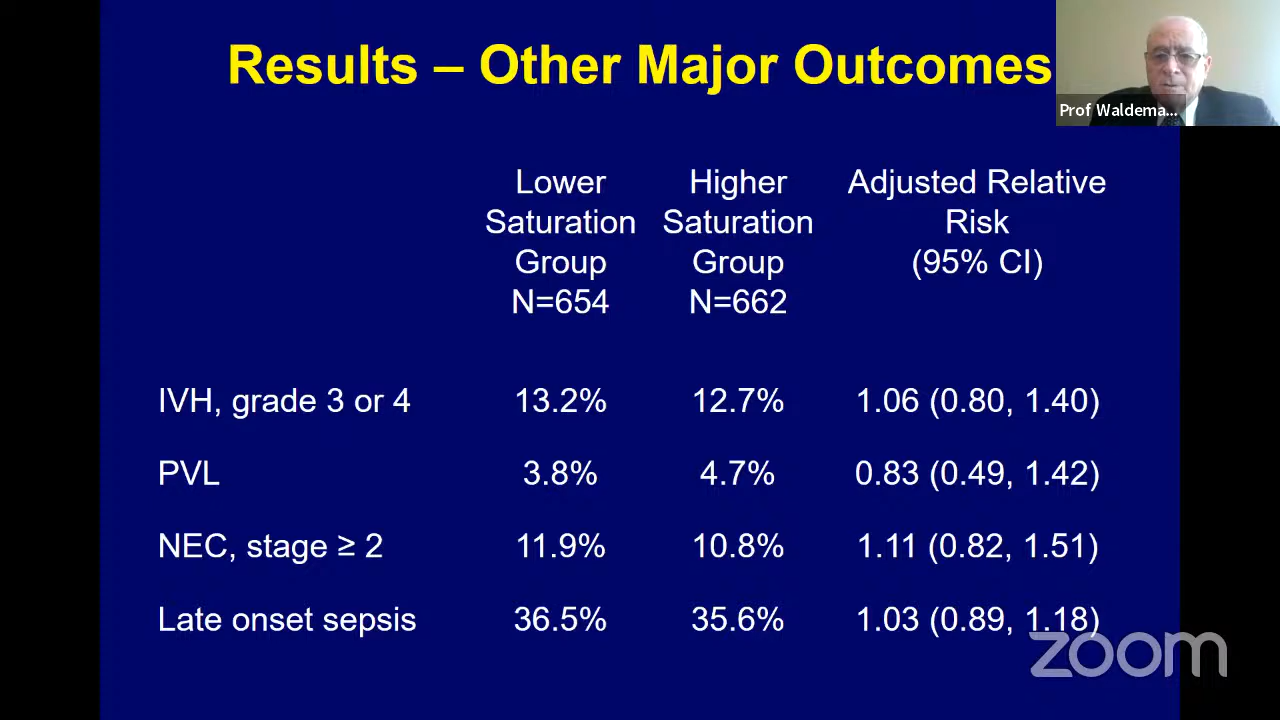 Results – Other Major Outcomes
Prof Waldema...
Lower Saturation Group N=654
Higher Saturation Group N=662
Adjusted Relative Risk (95% CI)
IVH, grade 3 or 4 13.2% 12.7% 1.06 (0.80, 1.40)
PVL 3.8% 4.7% 0.83 (0.49, 1.42)
NEC, stage ≥ 2 11.9% 10.8% 1.11 (0.82, 1.51)
Late onset sepsis 36.5% 35.6% 1.03 (0.89, 1.18)
zoom